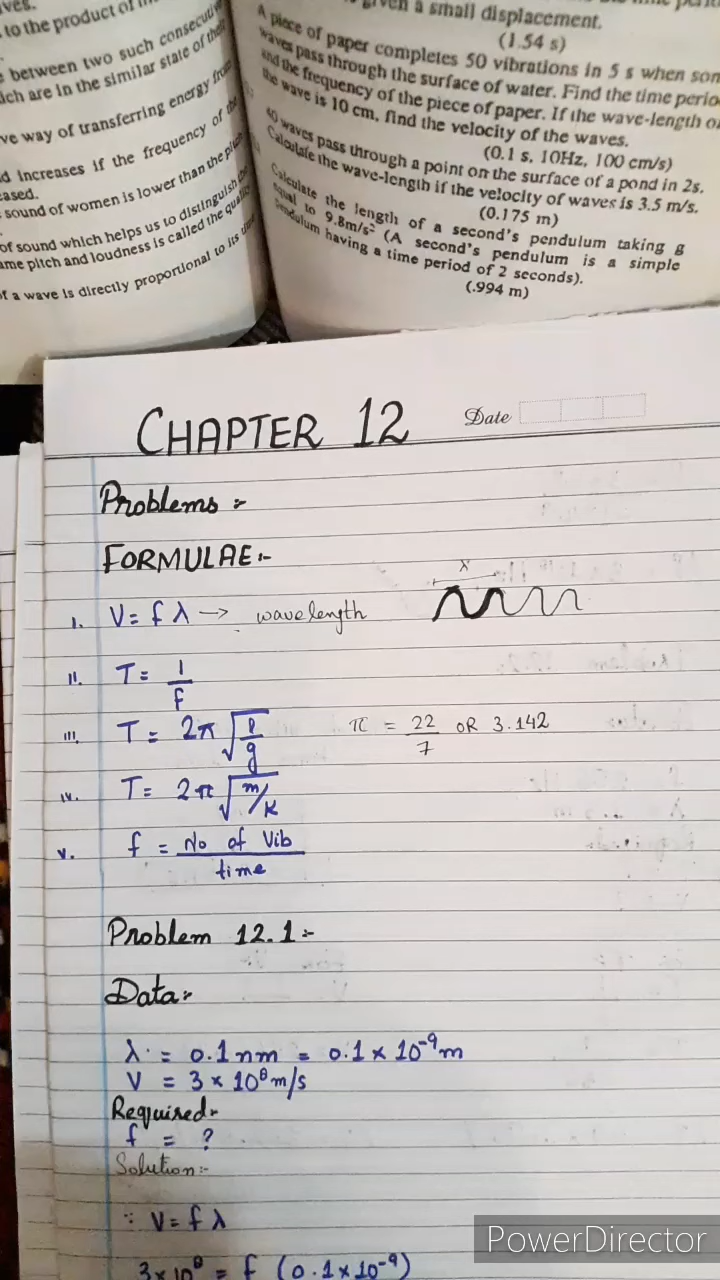 to the product of
between two such consecuti
ich are in the similar state of their
ve way of transferring energy from
d increases if the frequency of the
eased.
sound of women is lower than the pitch
of sound which helps us to distinguish
ame pitch and loudness is called the quality
of a wave is directly proportional to its
given a small displacement.
(1.54 s)
A piece of paper completes 50 vibrations in 5 s when som
waves pass through the surface of water. Find the time perio
and the frequency of the piece of paper. If the wave-length o
the wave is 10 cm, find the velocity of the waves.
(0.1 s, 10Hz, 100 cm/s)
40 waves pass through a point on the surface of a pond in 2s.
Calculate the wave-length if the velocity of waves is 3.5 m/s.
(0.175 m)
Calculate the length of a second's pendulum taking g
equal to 9.8m/s² (A second's pendulum is a simple
pendulum having a time period of 2 seconds).
(.994 m)
CHAPTER 12 Date
Problems :-
FORMULAE:-
λ
I. V = f λ → wavelength
II. T = 1/f
III. T = 2π √(l/g) π = 22/7 OR 3.142
IV. T = 2π √(m/K)
V. f = No of Vib / time
Problem 12.1 :-
Data:-
λ = 0.1 nm = 0.1 × 10⁻⁹ m
V = 3 × 10⁸ m/s
Required:-
f = ?
Solution:-
∵ V = f λ
3 × 10⁸ = f (0.1 × 10⁻⁹)
PowerDirector